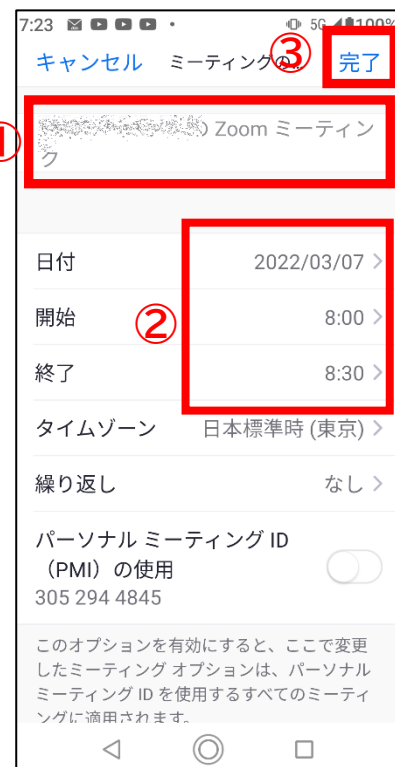 7:23 5G 100%
キャンセル ミーティングの… ③ 完了
① Zoom ミーティン
グ
日付 2022/03/07
開始 ② 8:00
終了 8:30
タイムゾーン 日本標準時 (東京)
繰り返し なし
パーソナル ミーティング ID
（PMI）の使用
305 294 4845
このオプションを有効にすると、ここで変更
したミーティング オプションは、パーソナル
ミーティング ID を使用するすべてのミーティ
ングに適用されます。